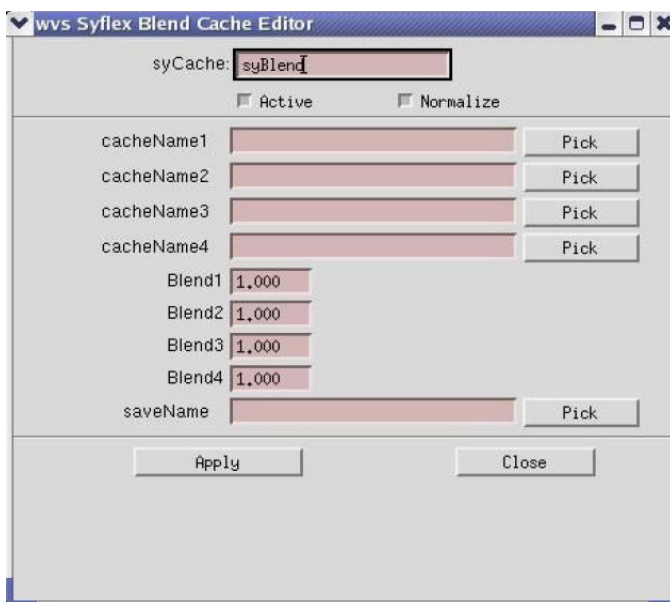 wvs Syflex Blend Cache Editor
syCache: syBlend
Active Normalize
cacheName1 Pick
cacheName2 Pick
cacheName3 Pick
cacheName4 Pick
Blend1 1.000
Blend2 1.000
Blend3 1.000
Blend4 1.000
saveName Pick
Apply Close